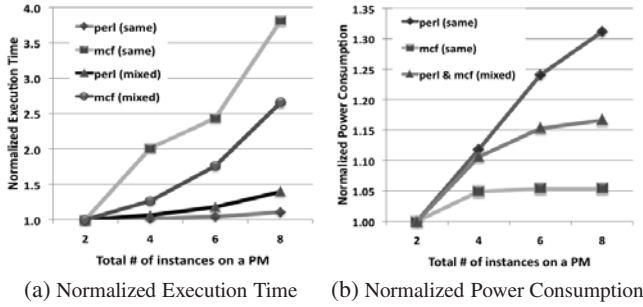 4.0
3.5
3.0
2.5
2.0
1.5
1.0
Normalized Execution Time
perl (same)
mcf (same)
perl (mixed)
mcf (mixed)
2 4 6 8
Total # of instances on a PM
(a) Normalized Execution Time
1.35
1.30
1.25
1.20
1.15
1.10
1.05
1.00
Normalized Power Consumption
perl (same)
mcf (same)
perl & mcf (mixed)
2 4 6 8
Total # of instances on a PM
(b) Normalized Power Consumption